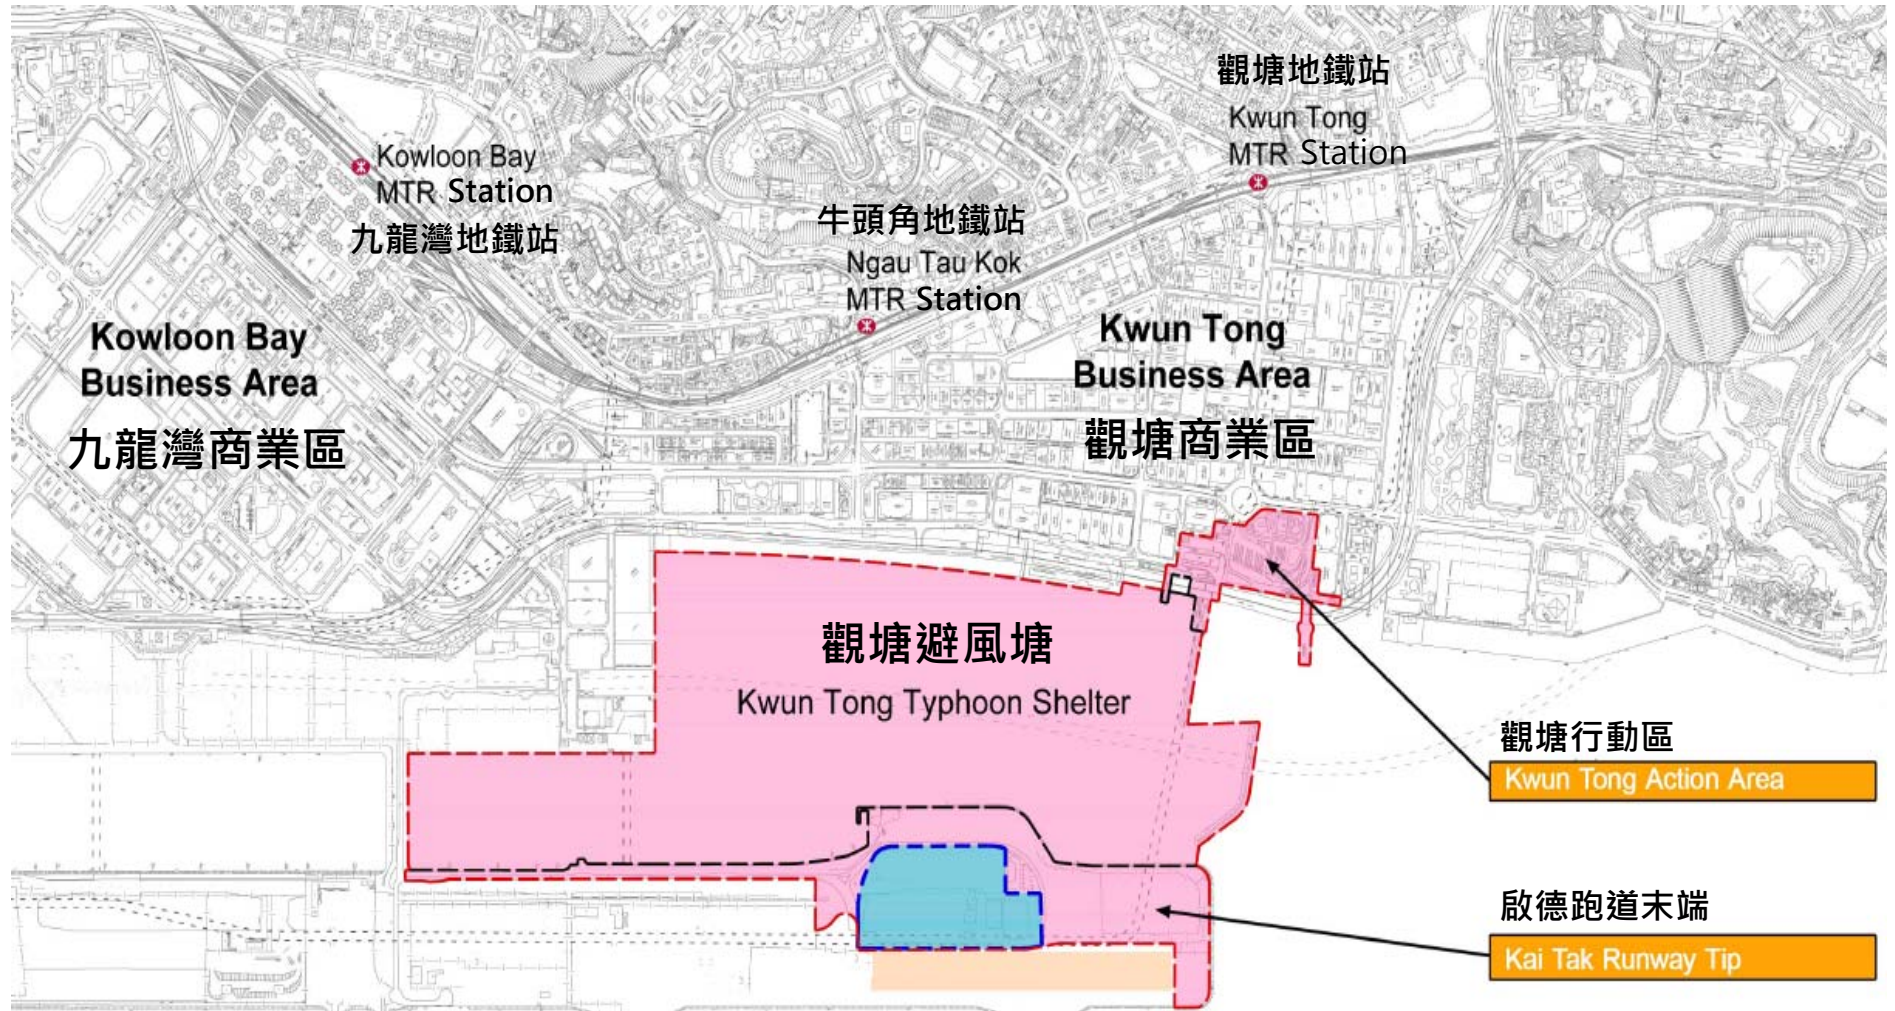 觀塘地鐵站
Kwun Tong
MTR Station
Kowloon Bay
MTR Station
九龍灣地鐵站
牛頭角地鐵站
Ngau Tau Kok
MTR Station
Kowloon Bay
Business Area
九龍灣商業區
Kwun Tong
Business Area
觀塘商業區
觀塘避風塘
Kwun Tong Typhoon Shelter
觀塘行動區
Kwun Tong Action Area
啟德跑道末端
Kai Tak Runway Tip